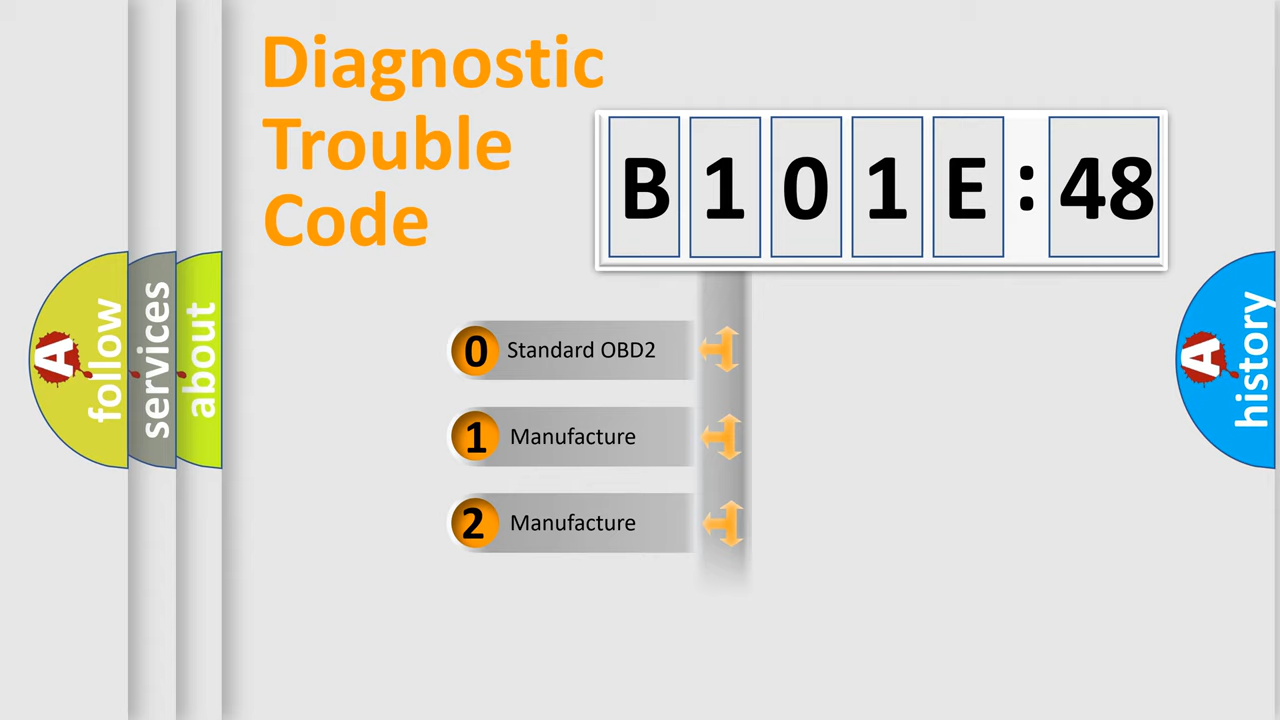 Diagnostic
Trouble
Code
B101E:48
0 Standard OBD2
1 Manufacture
2 Manufacture
A follow
services
about
A history